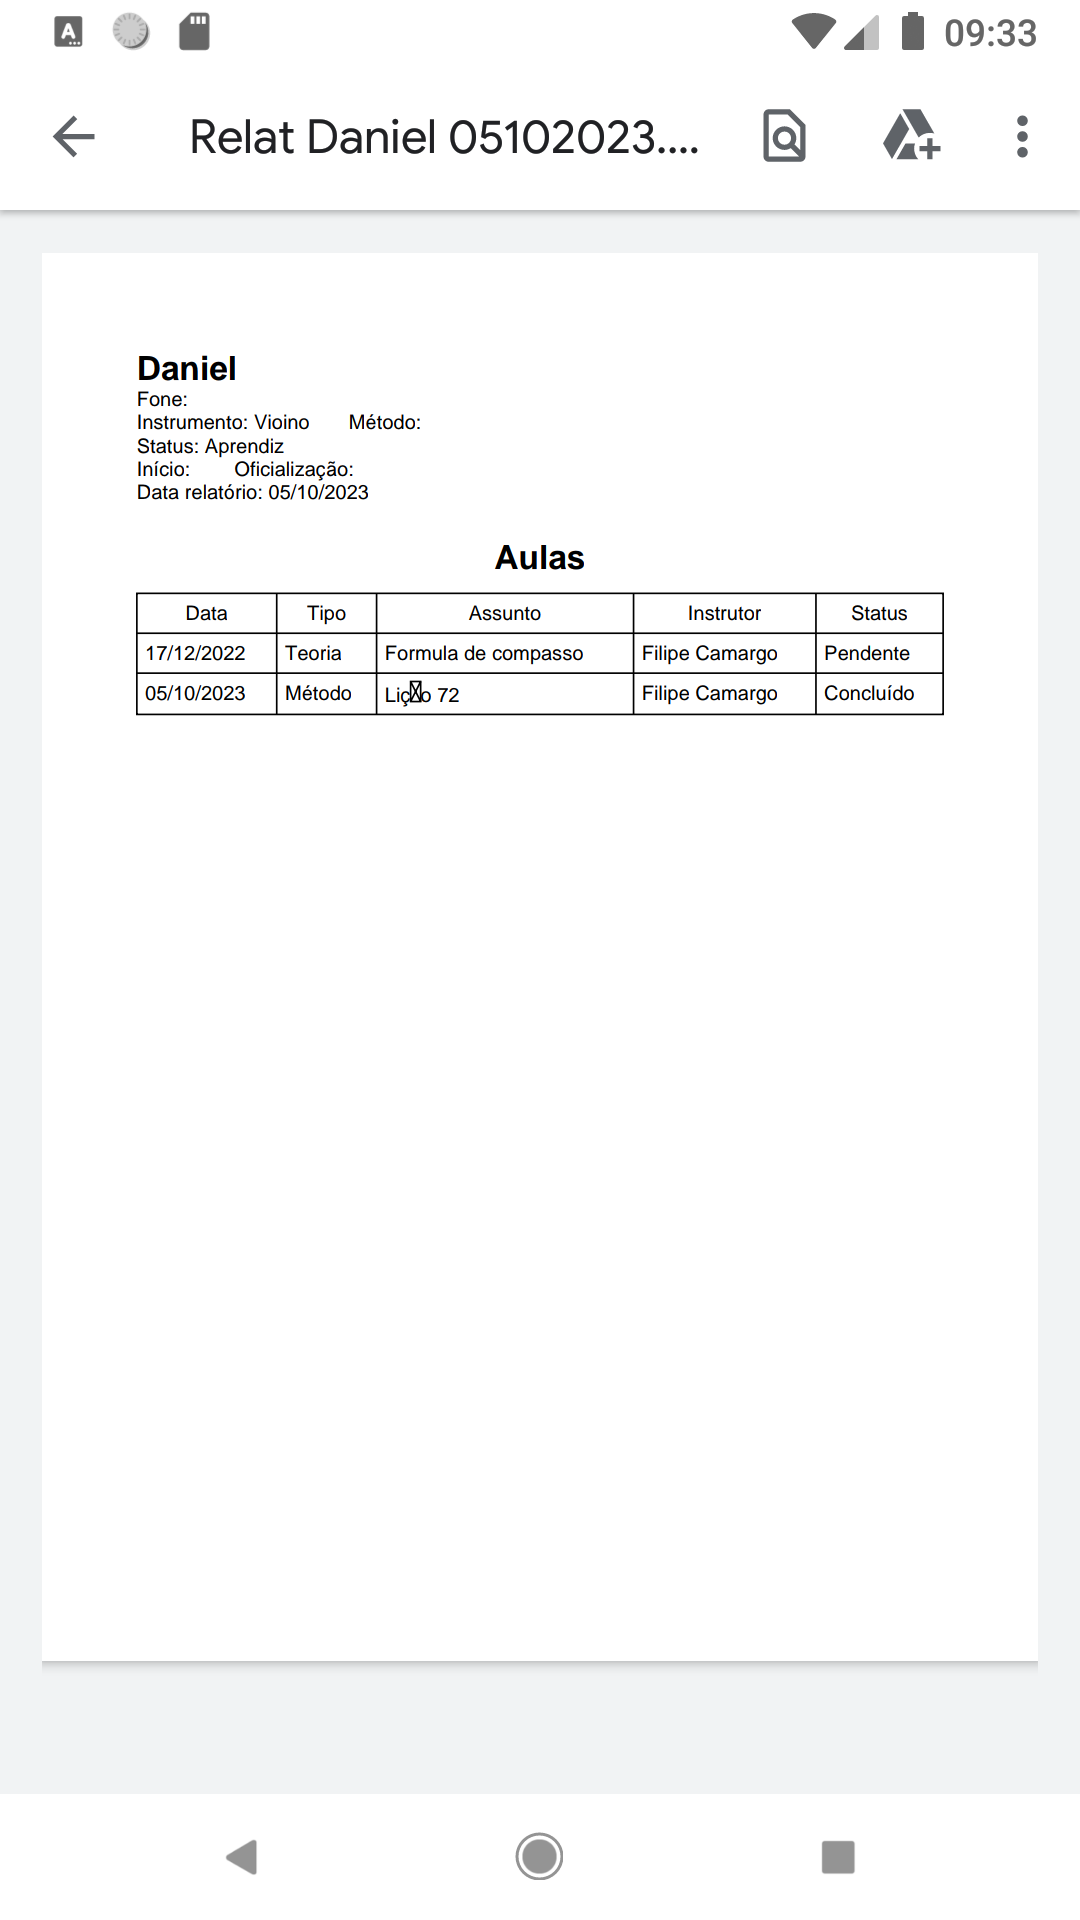 09:33
Relat Daniel 05102023....
Daniel
Fone:
Instrumento: Vioino Método:
Status: Aprendiz
Início: Oficialização:
Data relatório: 05/10/2023
Aulas
Data Tipo Assunto Instrutor Status
17/12/2022 Teoria Formula de compasso Filipe Camargo Pendente
05/10/2023 Método Liç☒o 72 Filipe Camargo Concluído